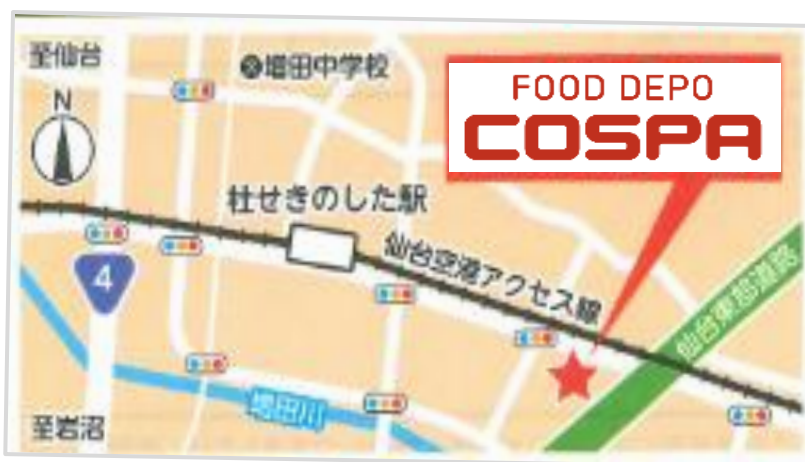 至仙台
N
増田中学校
FOOD DEPO
COSPA
杜せきのした駅
仙台空港アクセス線
4
仙台東部道路
増田川
至岩沼